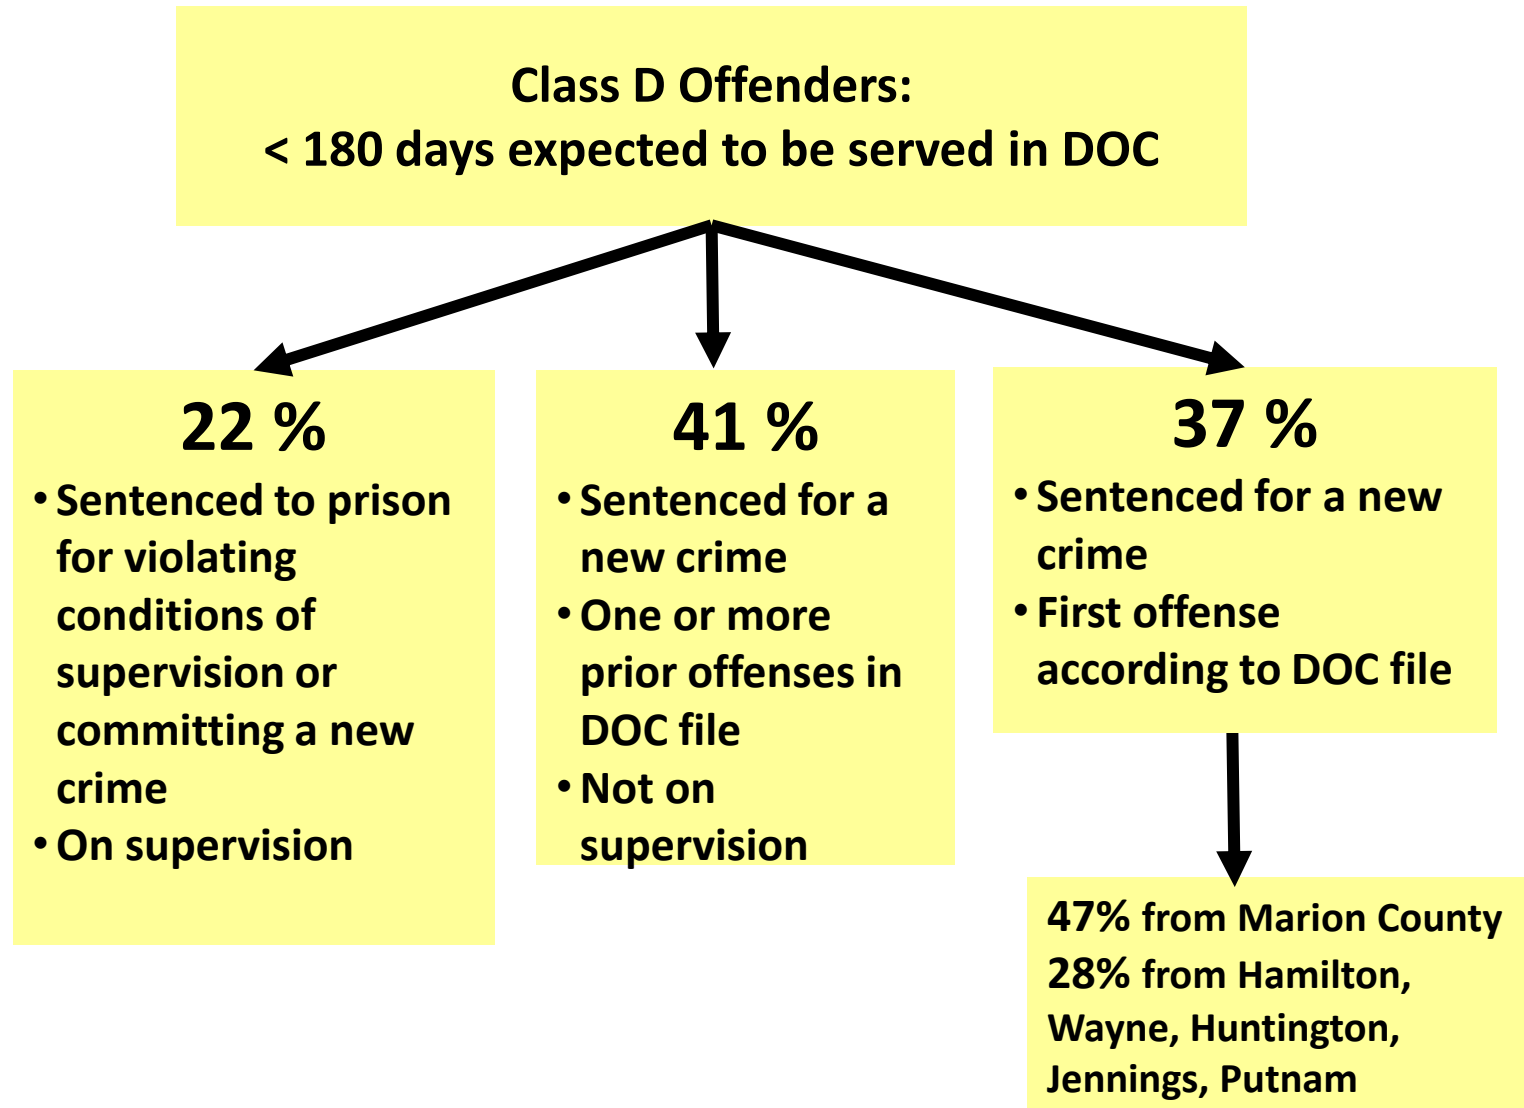 Class D Offenders:
< 180 days expected to be served in DOC
22 %
• Sentenced to prison
for violating
conditions of
supervision or
committing a new
crime
• On supervision
41 %
• Sentenced for a
new crime
• One or more
prior offenses in
DOC file
• Not on
supervision
37 %
• Sentenced for a new
crime
• First offense
according to DOC file
47% from Marion County
28% from Hamilton,
Wayne, Huntington,
Jennings, Putnam